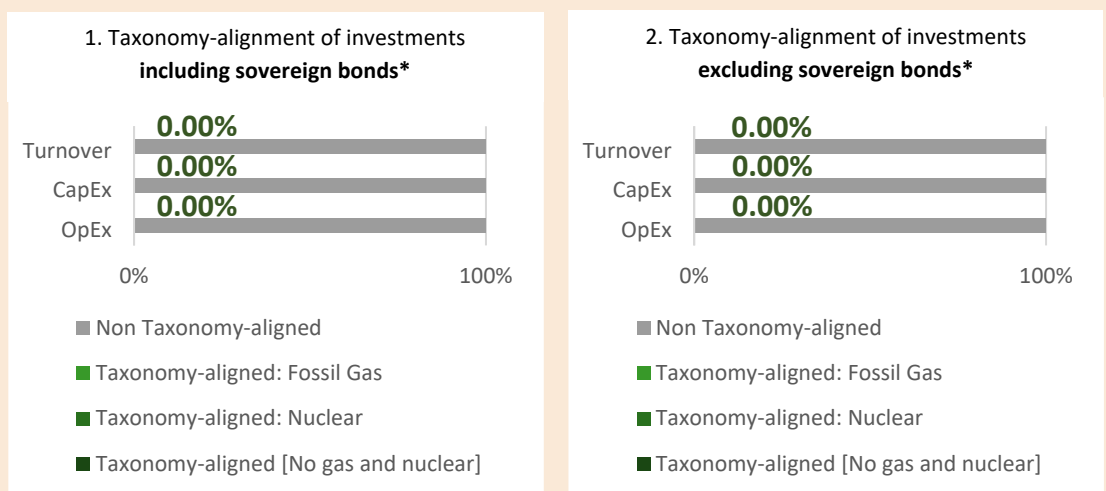 1. Taxonomy-alignment of investments
including sovereign bonds*
0.00%
Turnover
0.00%
CapEx
0.00%
OpEx
0%
100%
Non Taxonomy-aligned
Taxonomy-aligned: Fossil Gas
Taxonomy-aligned: Nuclear
Taxonomy-aligned [No gas and nuclear]
2. Taxonomy-alignment of investments
excluding sovereign bonds*
0.00%
Turnover
0.00%
CapEx
0.00%
OpEx
0%
100%
Non Taxonomy-aligned
Taxonomy-aligned: Fossil Gas
Taxonomy-aligned: Nuclear
Taxonomy-aligned [No gas and nuclear]